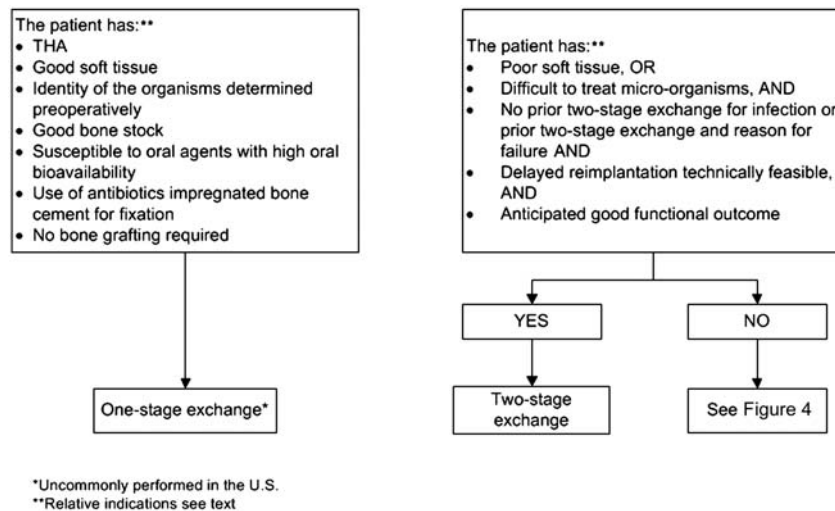 The patient has:**
• THA
• Good soft tissue
• Identity of the organisms determined
preoperatively
• Good bone stock
• Susceptible to oral agents with high oral
bioavailability
• Use of antibiotics impregnated bone
cement for fixation
• No bone grafting required
One-stage exchange*
The patient has:**
• Poor soft tissue, OR
• Difficult to treat micro-organisms, AND
• No prior two-stage exchange for infection or
prior two-stage exchange and reason for
failure AND
• Delayed reimplantation technically feasible,
AND
• Anticipated good functional outcome
YES
NO
Two-stage
exchange
See Figure 4
*Uncommonly performed in the U.S.
**Relative indications see text